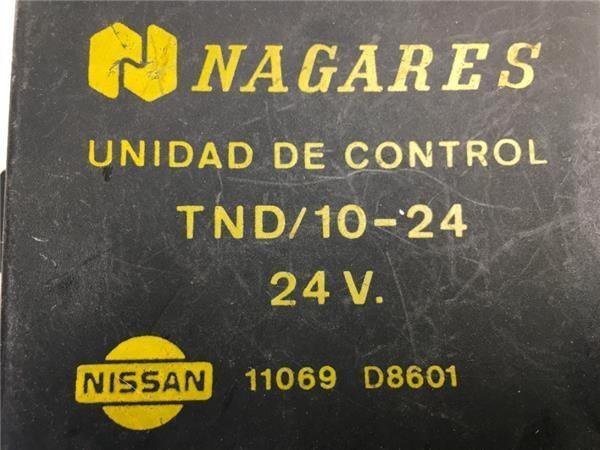 NAGARES
UNIDAD DE CONTROL
TND/10-24
24 V.
NISSAN 11069 D8601